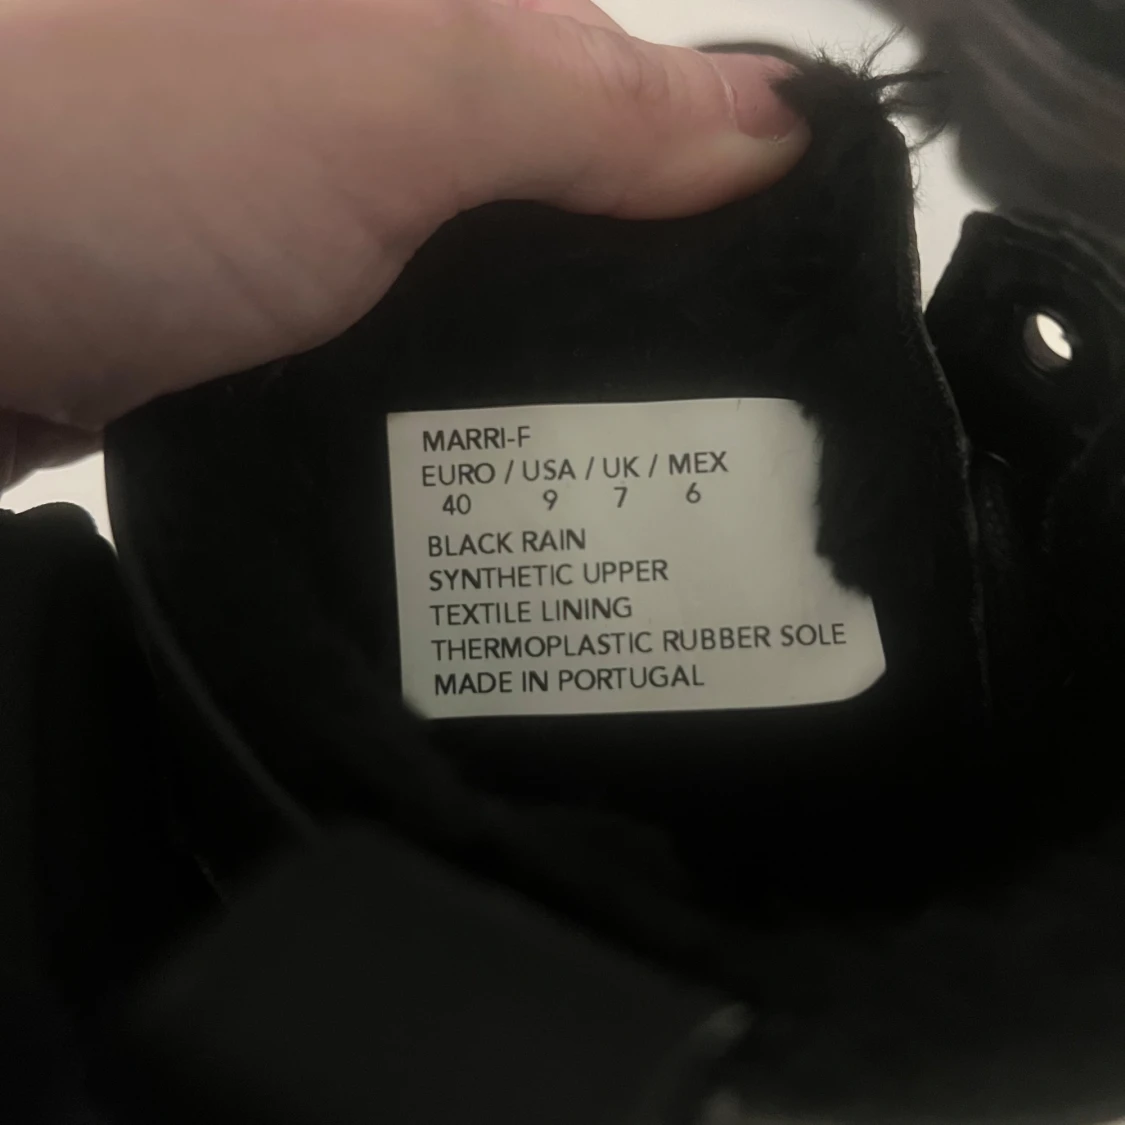 MARRI-F
EURO / USA / UK / MEX
40 9 7 6
BLACK RAIN
SYNTHETIC UPPER
TEXTILE LINING
THERMOPLASTIC RUBBER SOLE
MADE IN PORTUGAL